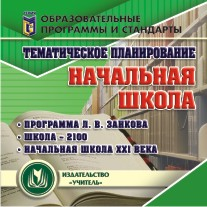 ОБРАЗОВАТЕЛЬНЫЕ
ПРОГРАММЫ И СТАНДАРТЫ
ТЕМАТИЧЕСКОЕ ПЛАНИРОВАНИЕ
НАЧАЛЬНАЯ
ШКОЛА
• ПРОГРАММА Л. В. ЗАНКОВА
• ШКОЛА – 2100
• НАЧАЛЬНАЯ ШКОЛА XXI ВЕКА
ИЗДАТЕЛЬСТВО
«УЧИТЕЛЬ»